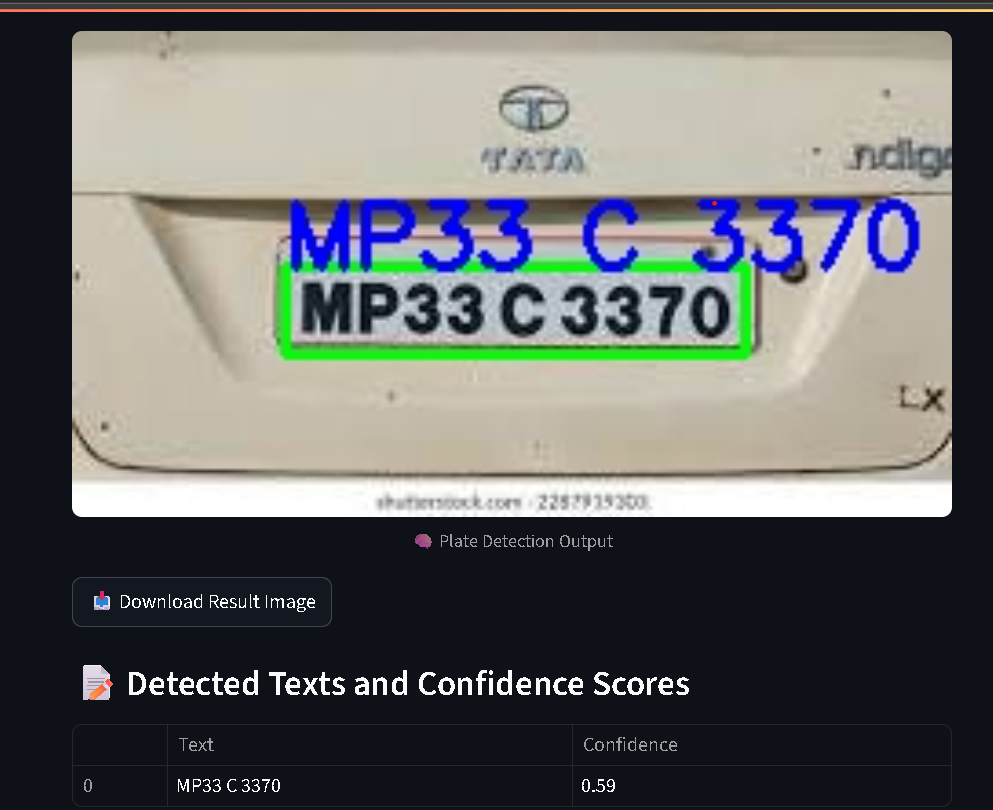 TATA
ndigo
MP33 C 3370
MP33 C 3370
LX
shutterstock.com · 2287919303
Plate Detection Output
Download Result Image
Detected Texts and Confidence Scores
Text Confidence
0 MP33 C 3370 0.59